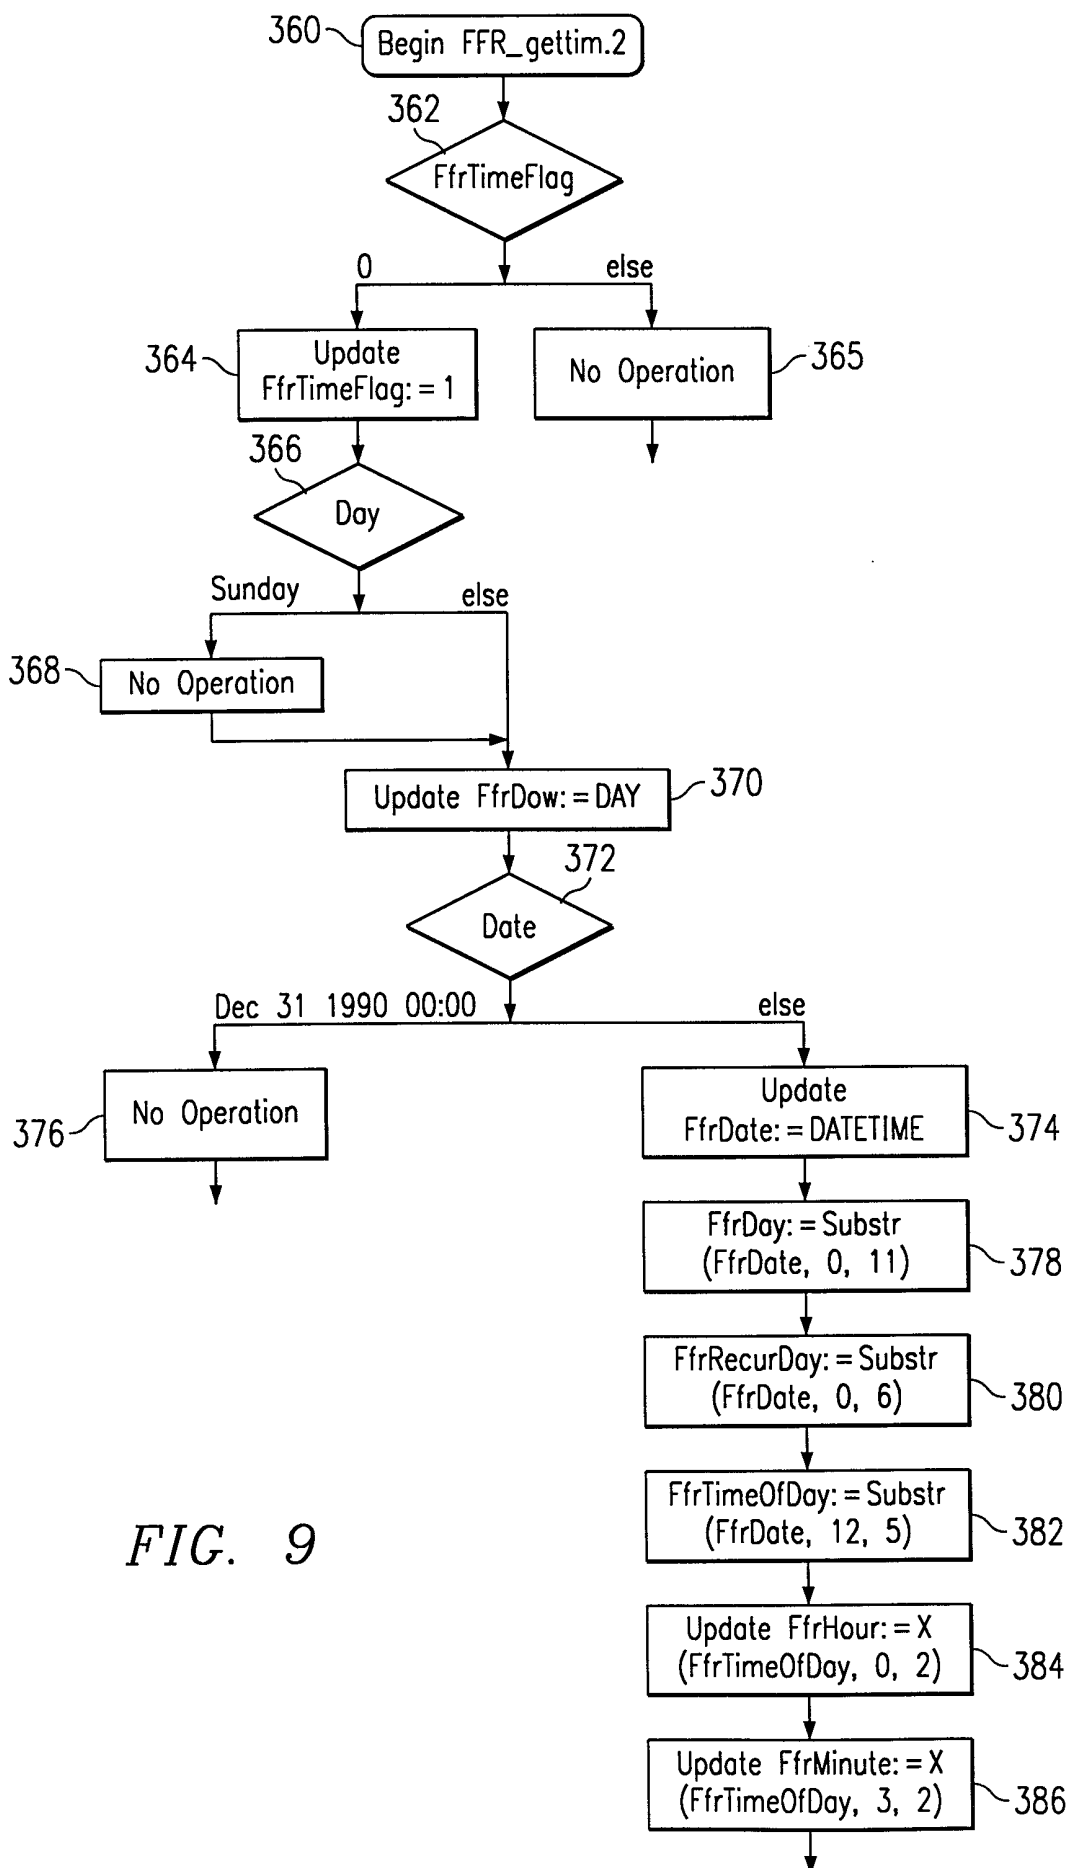 360
Begin FFR_gettim.2
362
FfrTimeFlag
0
else
364
Update
FfrTimeFlag:=1
No Operation
365
366
Day
Sunday
else
368
No Operation
Update FfrDow:=DAY
370
372
Date
Dec 31 1990 00:00
else
376
No Operation
Update
FfrDate:=DATETIME
374
FfrDay:=Substr
(FfrDate, 0, 11)
378
FfrRecurDay:=Substr
(FfrDate, 0, 6)
380
FfrTimeOfDay:=Substr
(FfrDate, 12, 5)
382
FIG. 9
Update FfrHour:=X
(FfrTimeOfDay, 0, 2)
384
Update FfrMinute:=X
(FfrTimeOfDay, 3, 2)
386